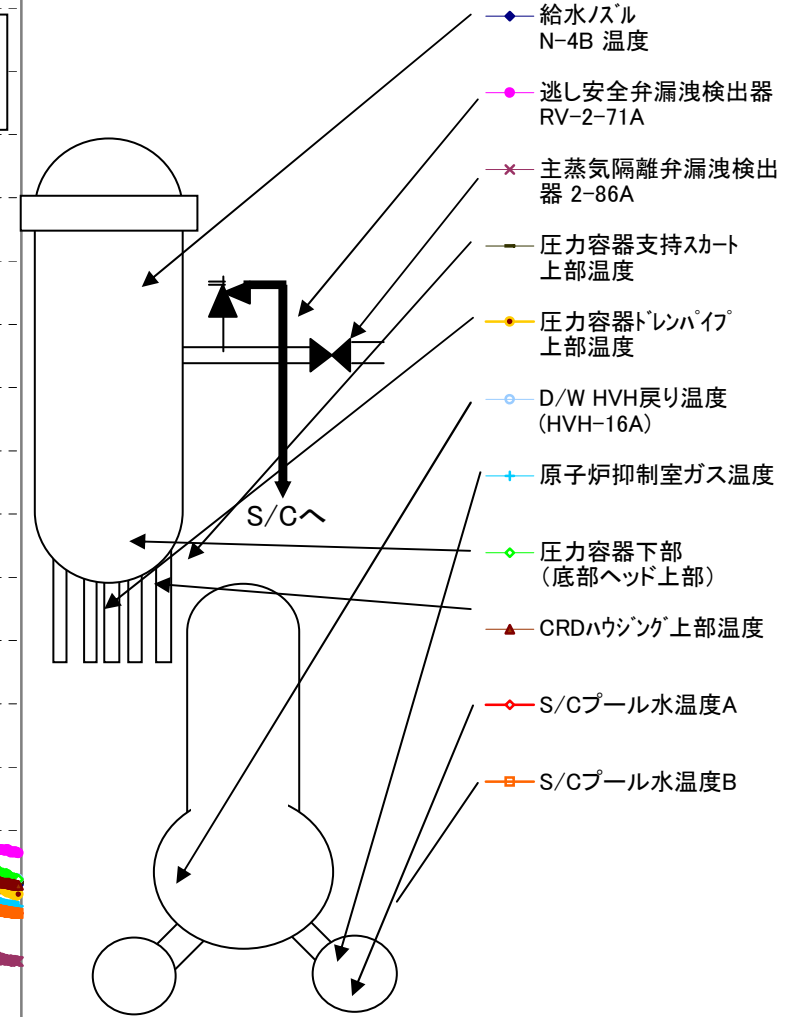 給水ﾉｽﾞﾙ
N-4B 温度
逃し安全弁漏洩検出器
RV-2-71A
主蒸気隔離弁漏洩検出
器 2-86A
圧力容器支持ｽｶｰﾄ
上部温度
圧力容器ﾄﾞﾚﾝﾊﾟｲﾌﾟ
上部温度
D/W HVH戻り温度
(HVH-16A)
原子炉抑制室ガス温度
S/Cへ
圧力容器下部
（底部ヘッド上部）
CRDﾊｳｼﾞﾝｸﾞ上部温度
S/Cプール水温度A
S/Cプール水温度B